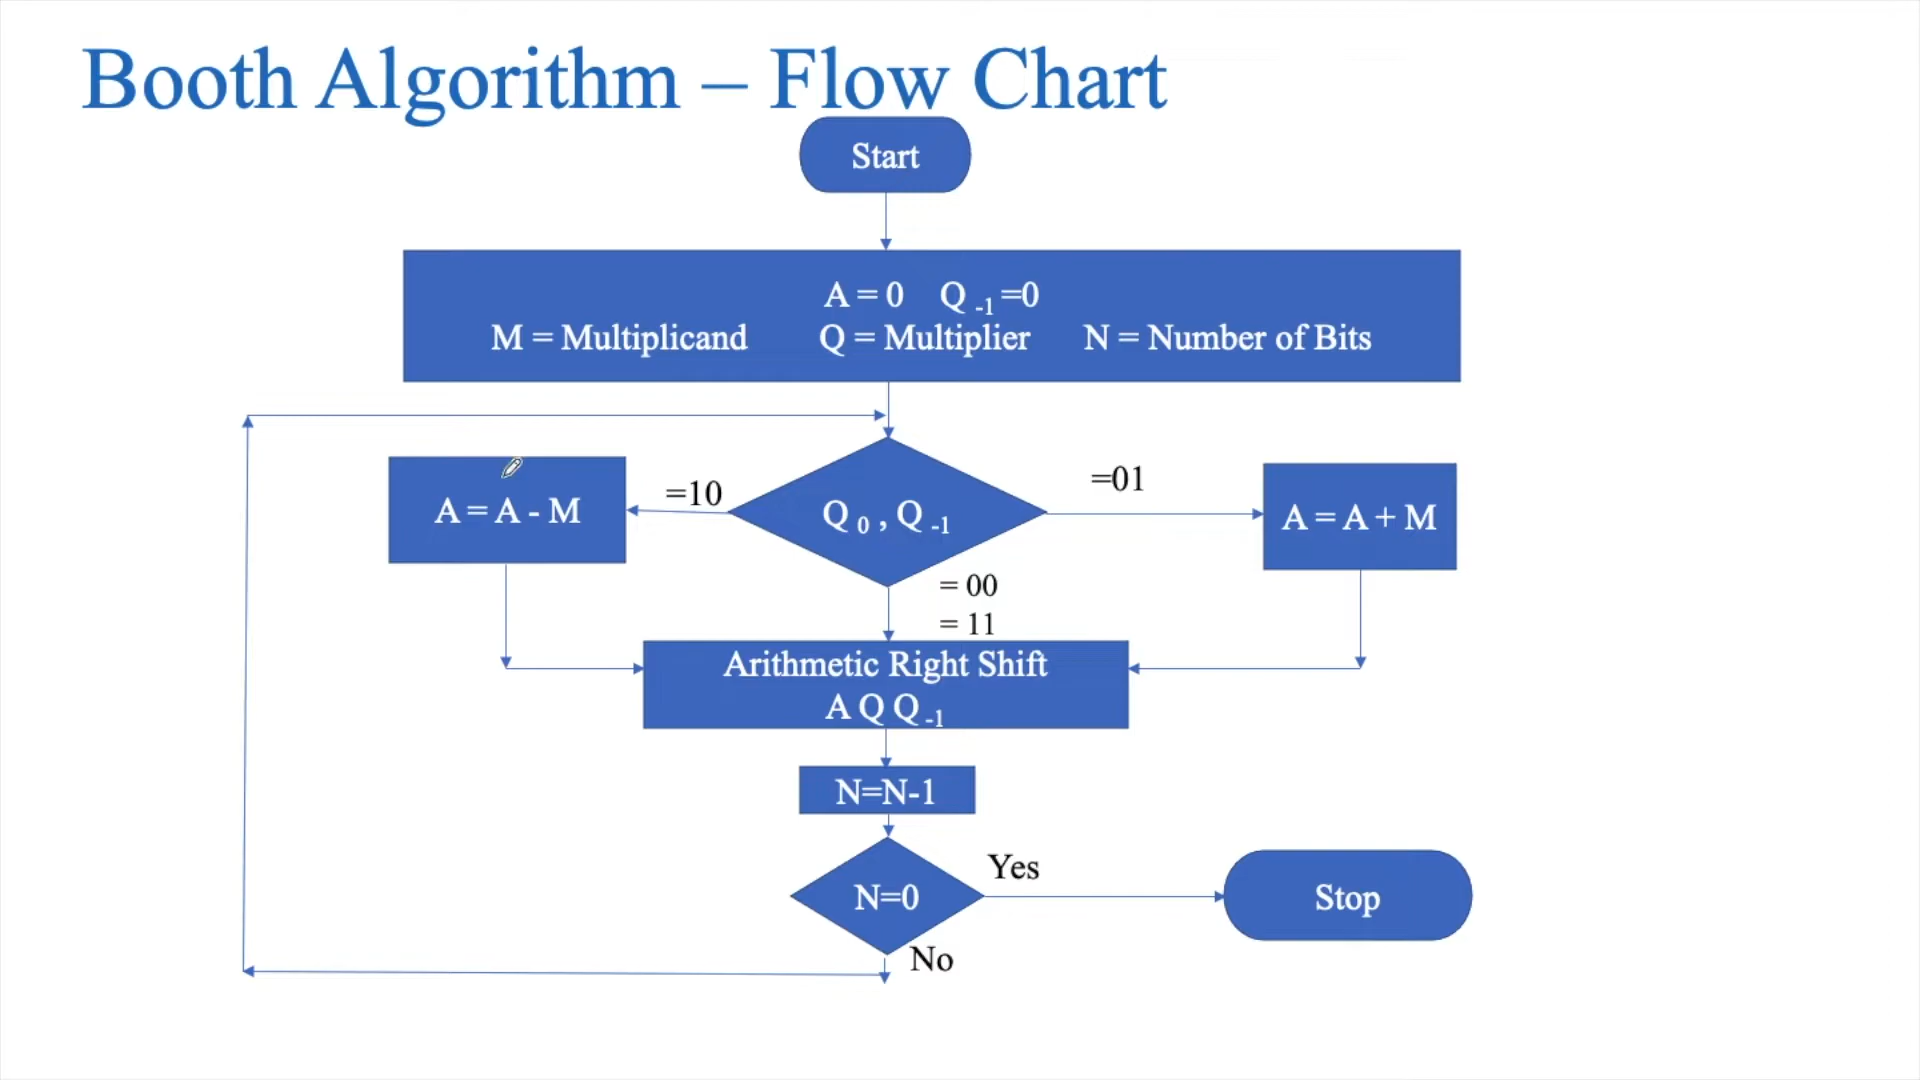 Booth Algorithm – Flow Chart
Start
A = 0 Q -1 =0
M = Multiplicand Q = Multiplier N = Number of Bits
=10
=01
A = A - M
Q 0 , Q -1
A = A + M
= 00
= 11
Arithmetic Right Shift
A Q Q -1
N=N-1
Yes
N=0
Stop
No